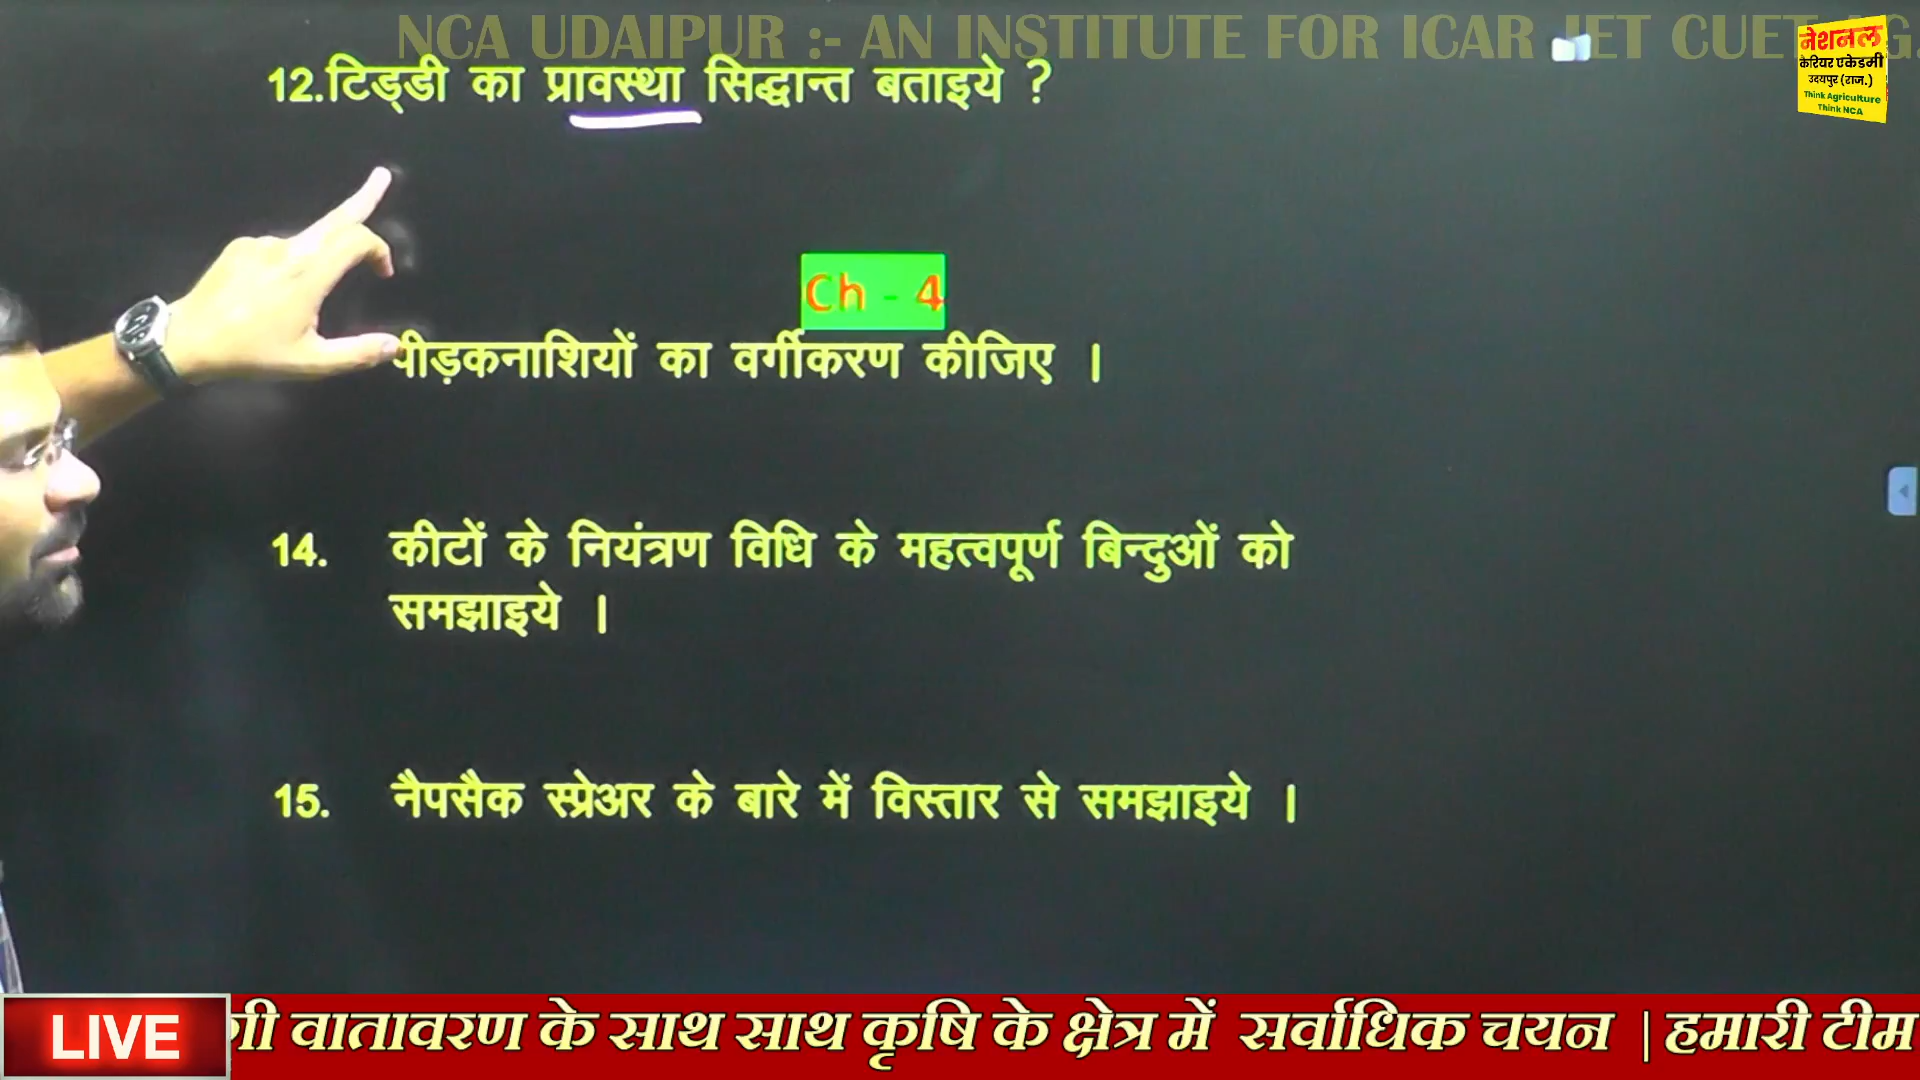 NCA UDAIPUR :- AN INSTITUTE FOR ICAR JET CUET AG.
नेशनल
केरियर एकेडमी
उदयपुर (राज.)
Think Agriculture
Think NCA
12.टिड्डी का प्रावस्था सिद्धान्त बताइये ?
Ch - 4
पीड़कनाशियों का वर्गीकरण कीजिए ।
14. कीटों के नियंत्रण विधि के महत्वपूर्ण बिन्दुओं को
समझाइये ।
15. नैपसैक स्प्रेअर के बारे में विस्तार से समझाइये ।
LIVE
वातावरण के साथ साथ कृषि के क्षेत्र में सर्वाधिक चयन | हमारी टीम